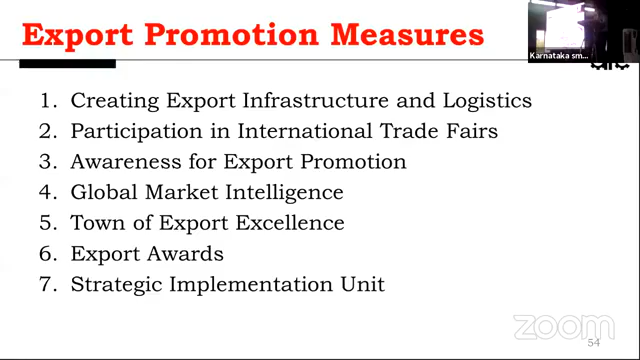 Export Promotion Measures
Karnataka sm...
1. Creating Export Infrastructure and Logistics
2. Participation in International Trade Fairs
3. Awareness for Export Promotion
4. Global Market Intelligence
5. Town of Export Excellence
6. Export Awards
7. Strategic Implementation Unit
zoom
54